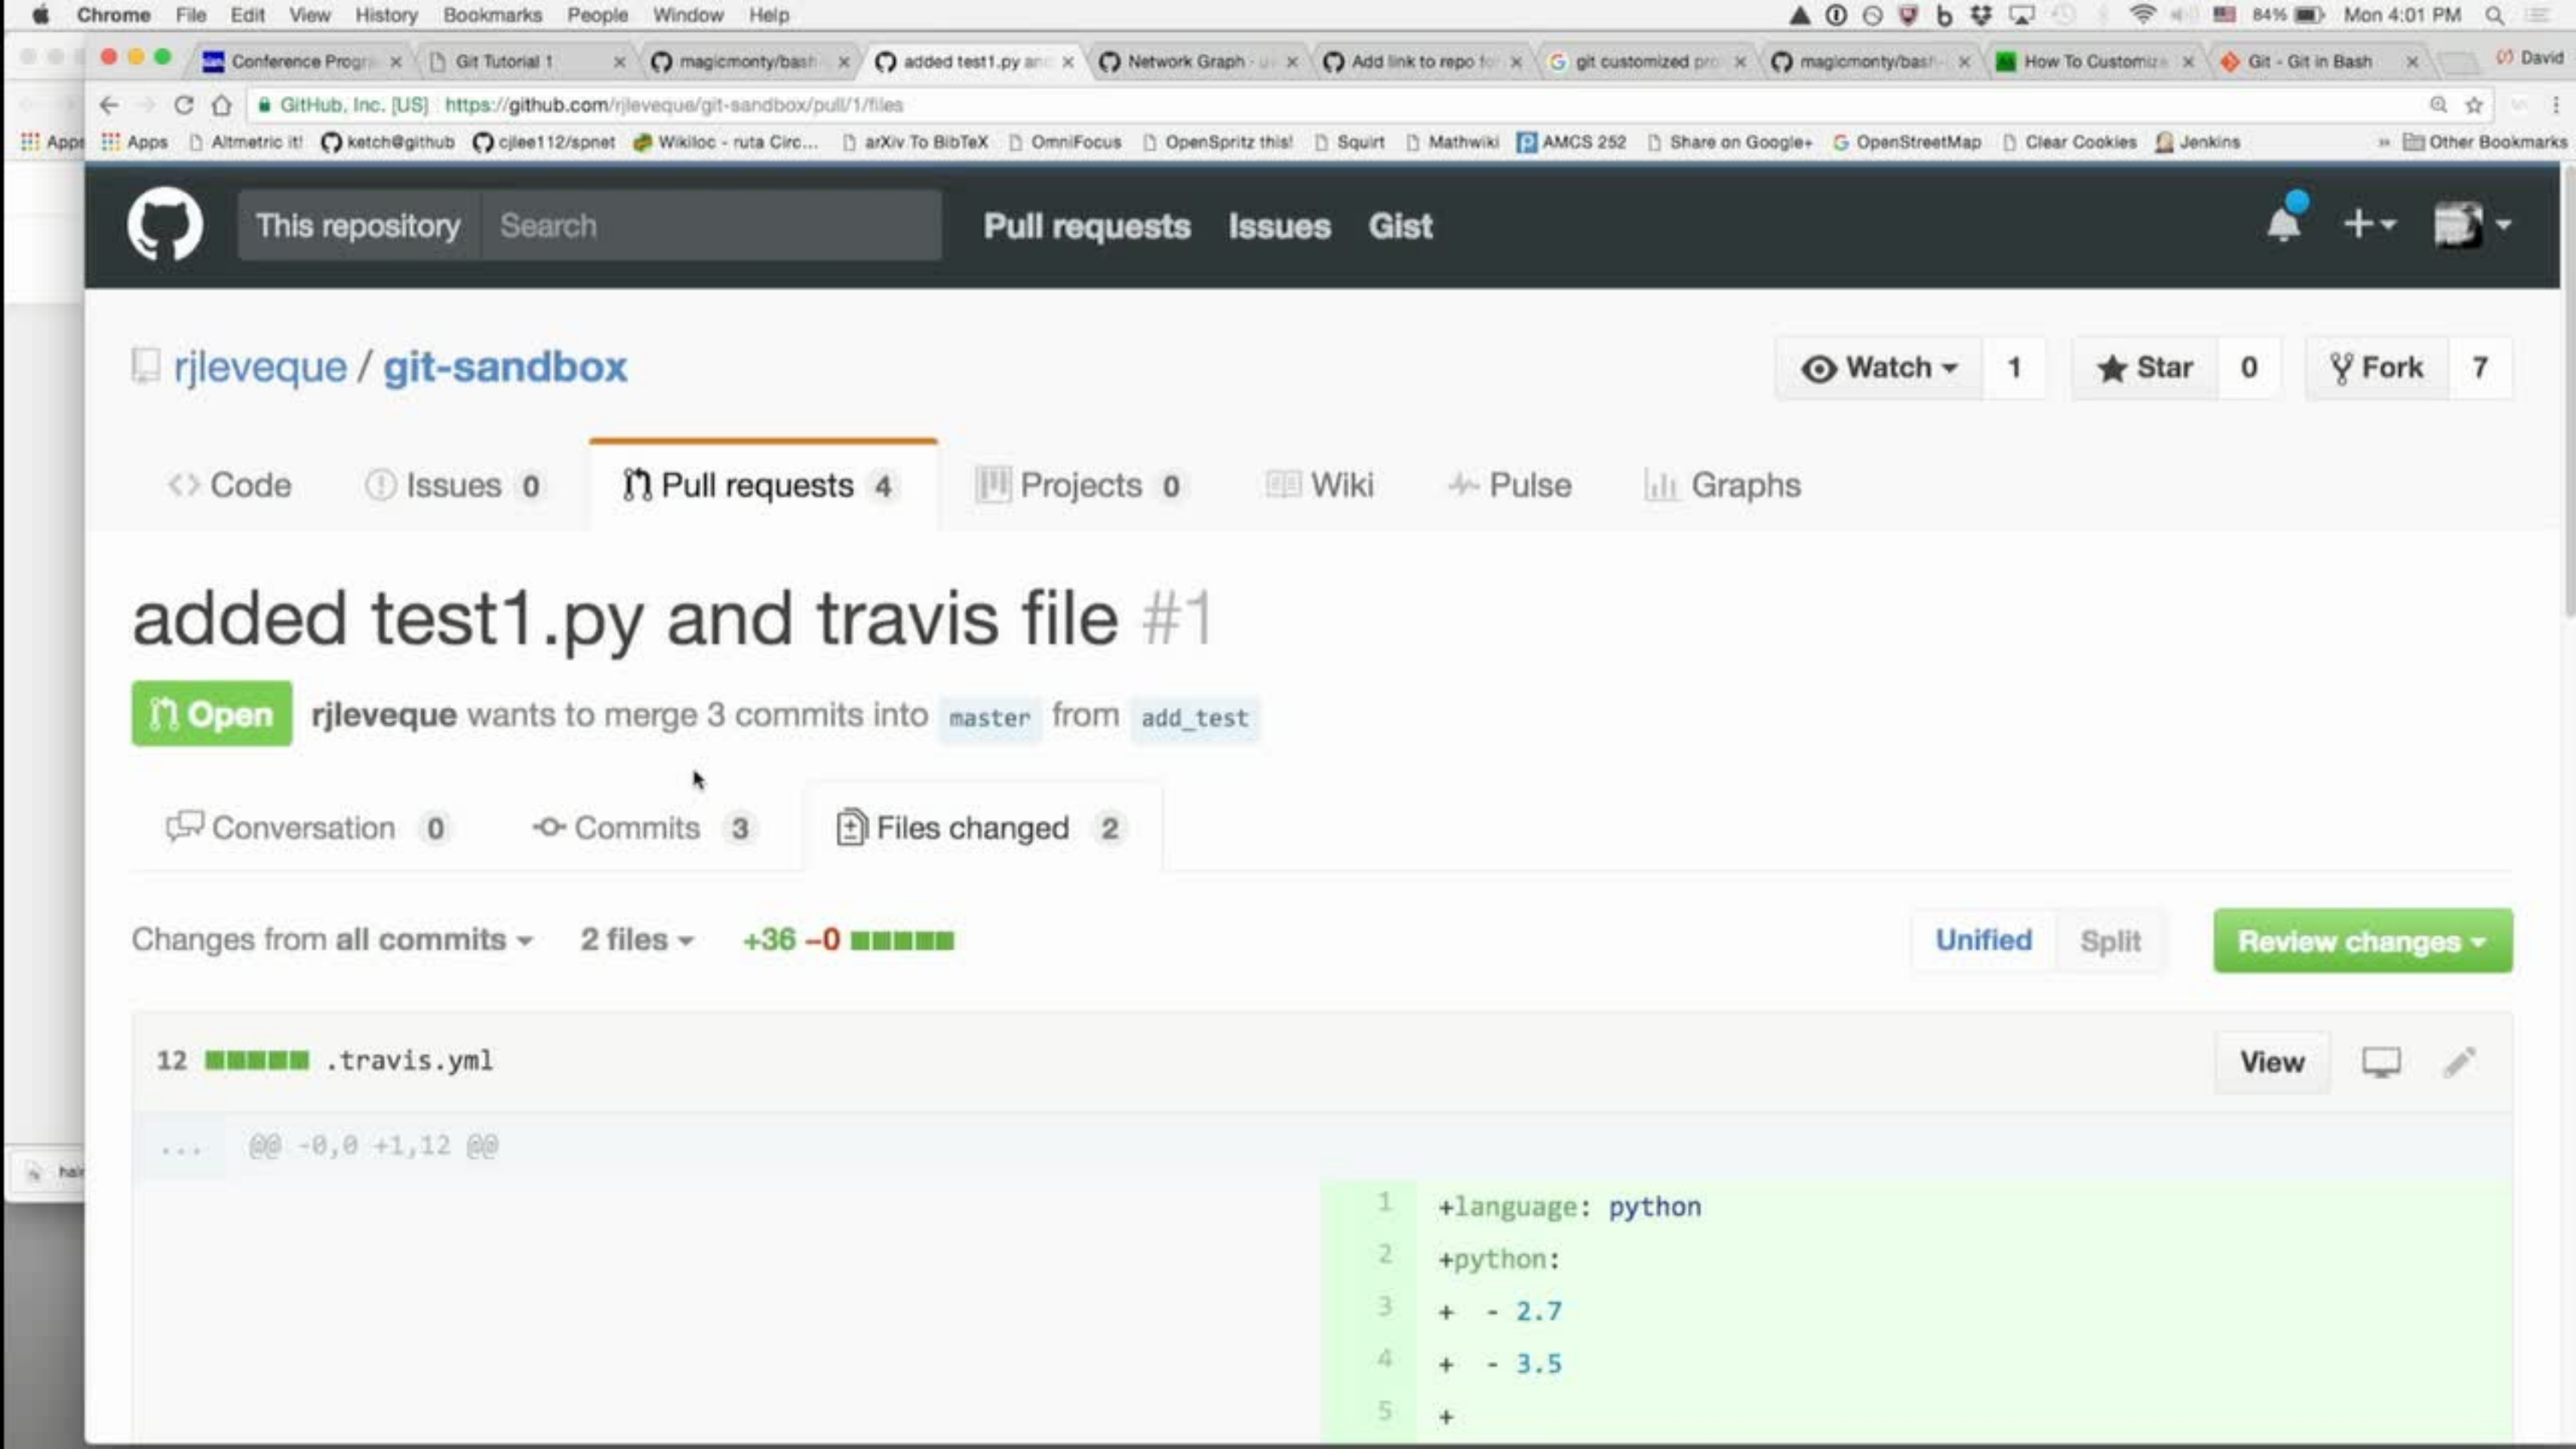 Chrome File Edit View History Bookmarks People Window Help 84% Mon 4:01 PM
Conference Progra Git Tutorial 1 magicmonty/bash added test1.py an Network Graph Add link to repo fo git customized pro magicmonty/bash How To Customiz Git - Git in Bash David
GitHub, Inc. [US] https://github.com/rjleveque/git-sandbox/pull/1/files
Apps Apps Altmetric it! ketch@github cjlee112/spnet Wikiloc - ruta Circ... arXiv To BibTeX OmniFocus OpenSpritz this! Squirt Mathwiki AMCS 252 Share on Google+ OpenStreetMap Clear Cookies Jenkins » Other Bookmarks
This repository Search Pull requests Issues Gist
rjleveque / git-sandbox Watch 1 Star 0 Fork 7
Code Issues 0 Pull requests 4 Projects 0 Wiki Pulse Graphs
added test1.py and travis file #1
Open rjleveque wants to merge 3 commits into master from add_test
Conversation 0 Commits 3 Files changed 2
Changes from all commits 2 files +36 −0 Unified Split Review changes
12 .travis.yml View
... @@ -0,0 +1,12 @@
hair
1 +language: python
2 +python:
3 + - 2.7
4 + - 3.5
5 +